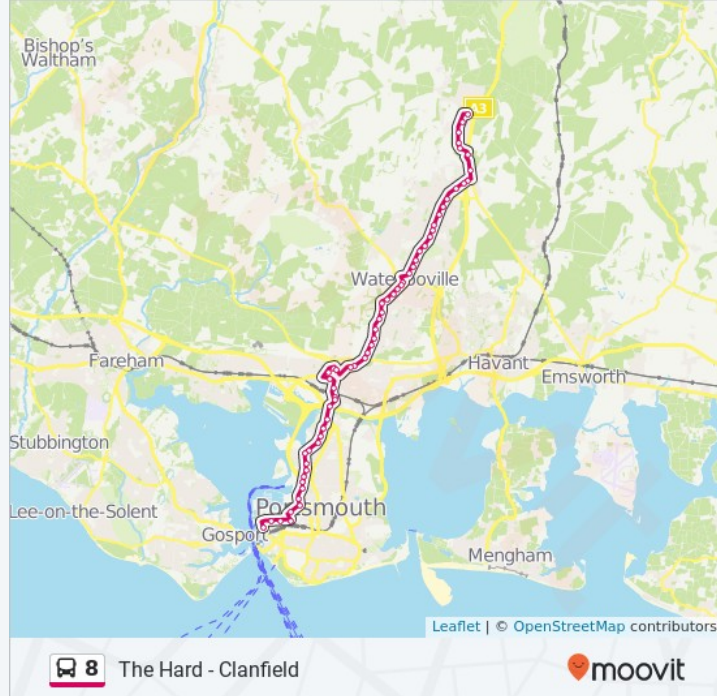 Bishop's
Waltham
A3
Waterlooville
Fareham
Havant
Emsworth
Stubbington
Portsmouth
Lee-on-the-Solent
Gosport
Mengham
Leaflet | © OpenStreetMap contributors
8 The Hard - Clanfield
moovit